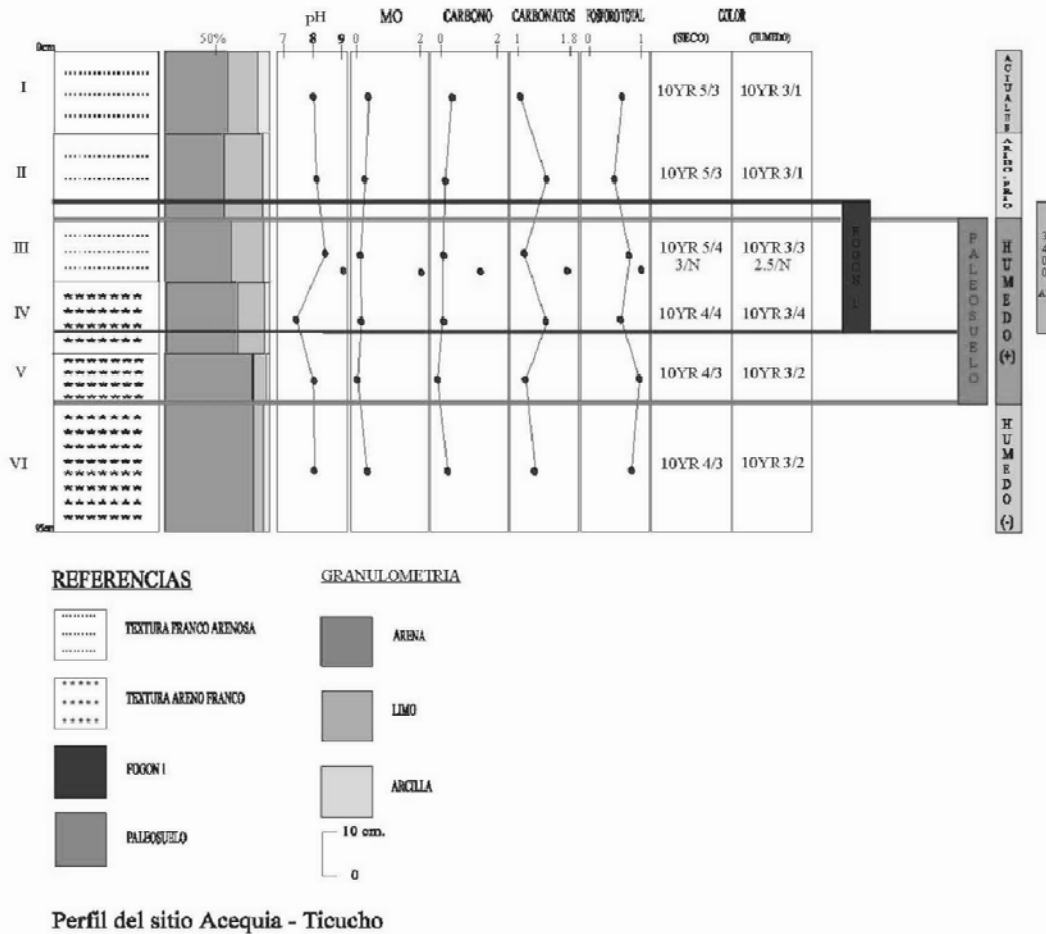 pH MO CARBONO CARBONATOS FOSFORO TOTAL COLOR
(SECO) (HUMEDO)
50% 7 8 9 0 2 0 2 1 1.8 0 1
0cm
I 10YR 5/3 10YR 3/1
II 10YR 5/3 10YR 3/1
III 10YR 5/4 10YR 3/3
3/N 2.5/N
IV 10YR 4/4 10YR 3/4
V 10YR 4/3 10YR 3/2
VI 10YR 4/3 10YR 3/2
95cm
FOGON 1
PALEOSUELO
ACTUALES
HUMEDO (+)
HUMEDO (-)
REFERENCIAS
TEXTURA FRANCO ARENOSA
TEXTURA ARENO FRANCO
FOGON 1
PALEOSUELO
GRANULOMETRIA
ARENA
LIMO
ARCILLA
10 cm.
0
Perfil del sitio Acequia - Ticucho